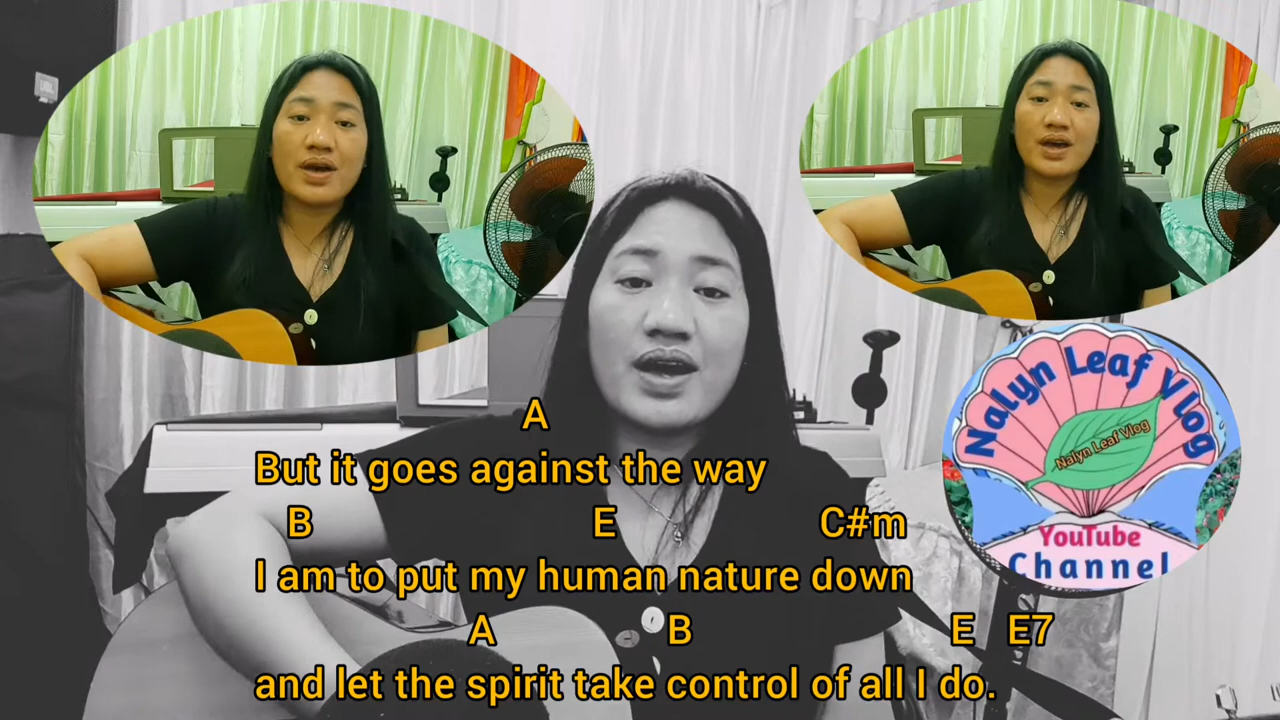 JBL
Nalyn Leaf Vlog
Nalyn Leaf Vlog
YouTube
Channel
A
But it goes against the way
B E C#m
I am to put my human nature down
A B E E7
and let the spirit take control of all I do.